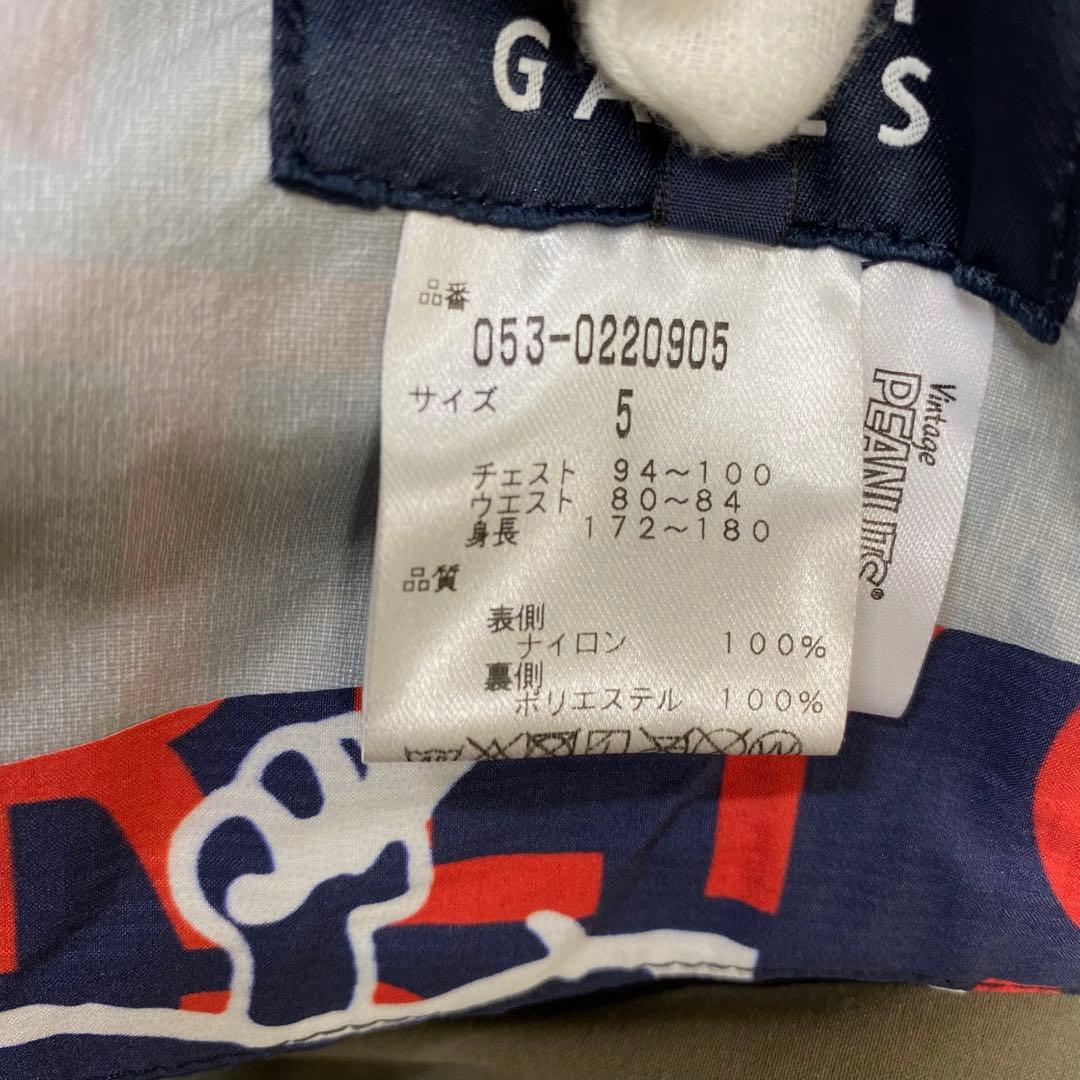 品番
053-0220905
サイズ 5
チェスト 94~100
ウエスト 80~84
身長 172~180
品質
表側
ナイロン 100%
裏側
ポリエステル 100%
Vintage
PEANUTS®